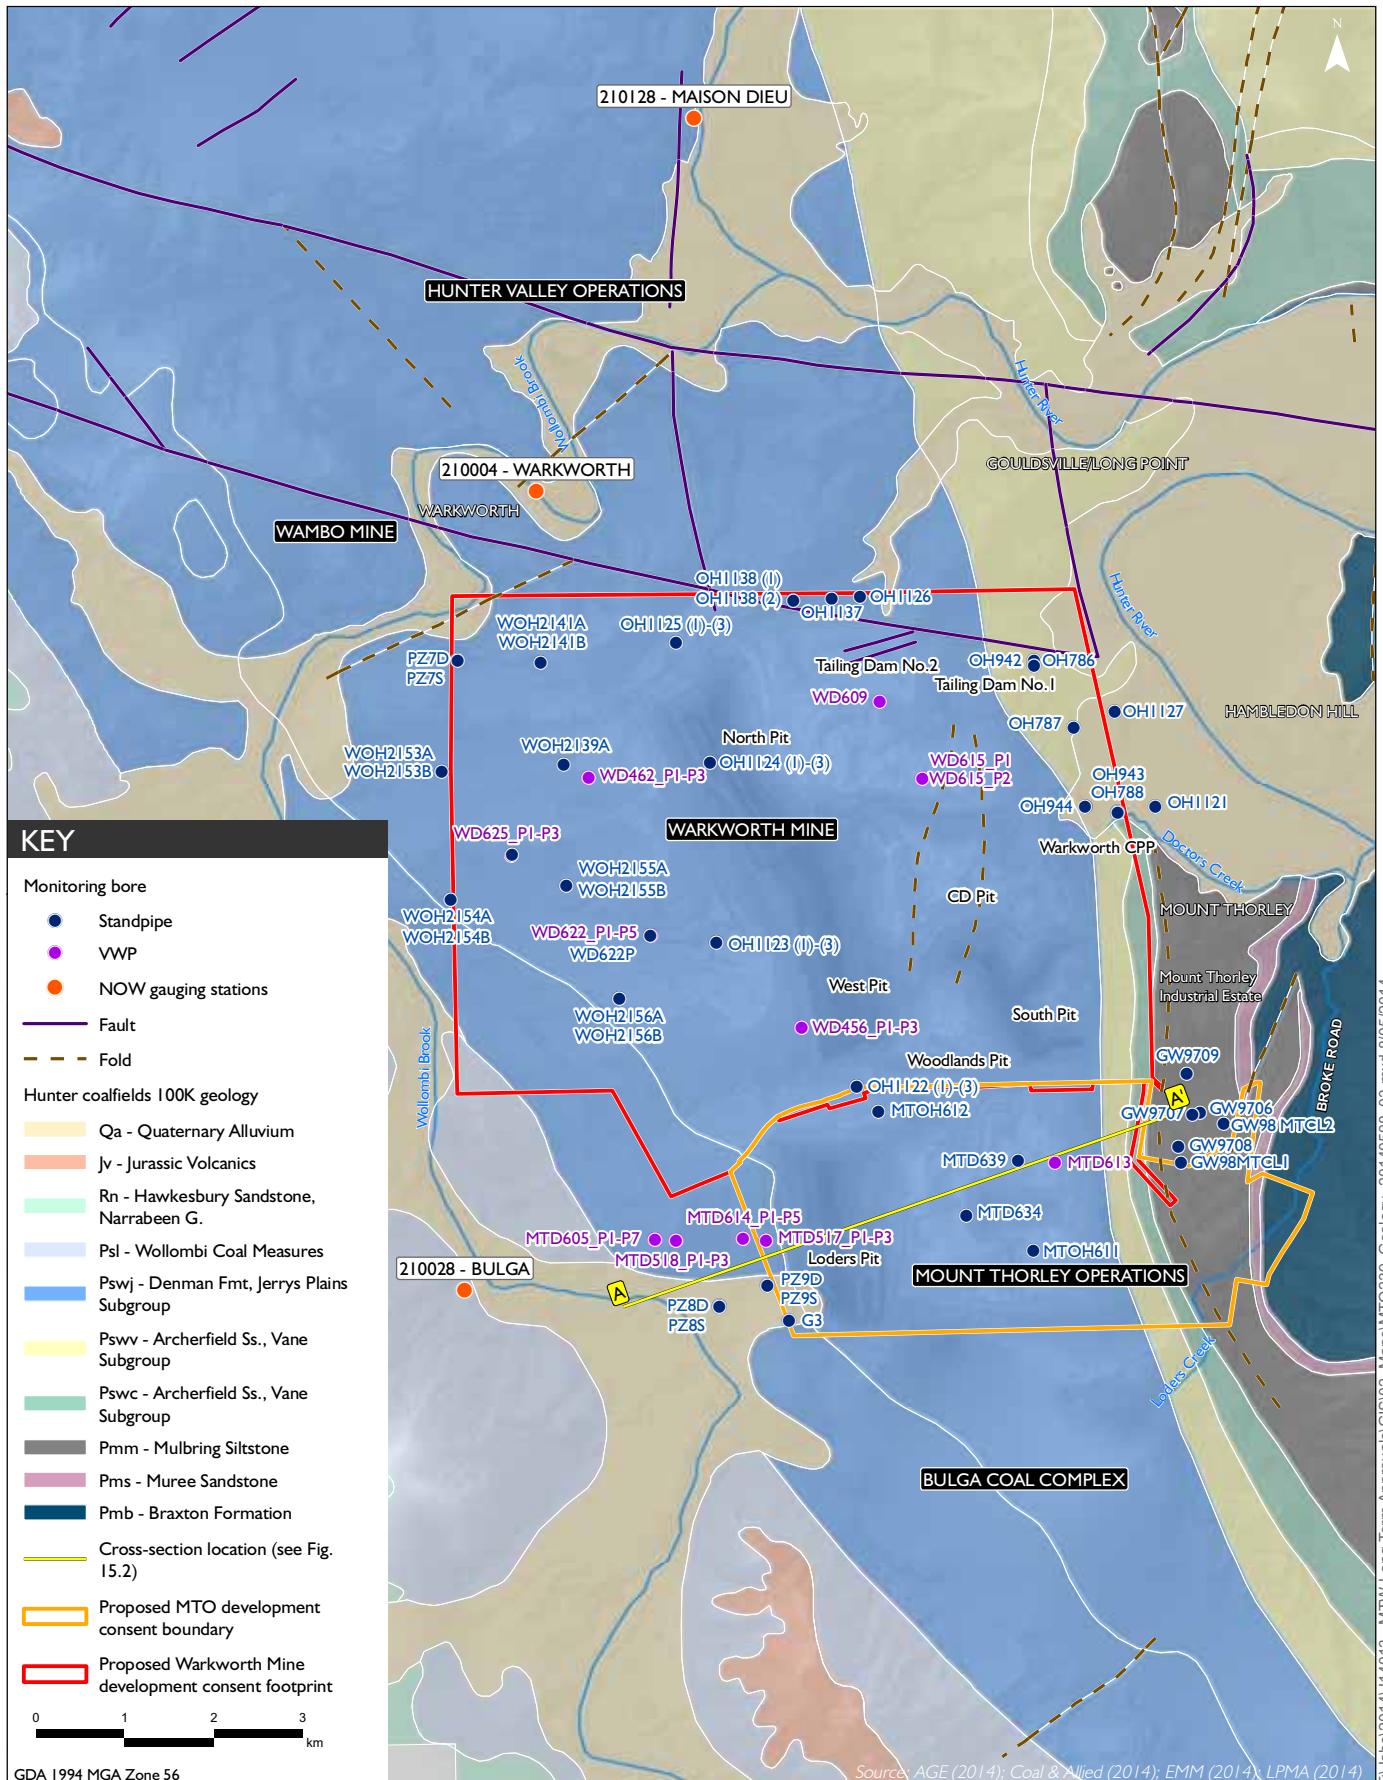 N
210128 - MAISON DIEU
HUNTER VALLEY OPERATIONS
Wollombi Brook
Hunter River
210004 - WARKWORTH
GOULDSVILLE/LONG POINT
WARKWORTH
WAMBO MINE
OH1138 (1)
OH1138 (2)
OH1137
OH1126
Hunter River
WOH2141A
WOH2141B
OH1125 (1)-(3)
PZ7D
PZ7S
Tailing Dam No.2
OH942
OH786
Tailing Dam No.1
WD609
OH787
OH1127
HAMBLEDON HILL
North Pit
WOH2139A
WOH2153A
WOH2153B
WD462_P1-P3
OH1124 (1)-(3)
WD615_P1
WD615_P2
OH943
OH788
OH944
OH1121
WARKWORTH MINE
WD625_P1-P3
Warkworth CPP
Doctors Creek
WOH2155A
WOH2155B
CD Pit
WOH2154A
WOH2154B
MOUNT THORLEY
WD622_P1-P5
WD622P
OH1123 (1)-(3)
Mount Thorley
Industrial Estate
West Pit
WOH2156A
WOH2156B
South Pit
WD456_P1-P3
Wollombi Brook
BROKE ROAD
Woodlands Pit
GW9709
OH1122 (1)-(3)
A'
MTOH612
GW9707
GW9706
GW98 MTCL2
GW9708
MTD639
MTD613
GW98MTCL1
MTD614_P1-P5
MTD634
MTD605_P1-P7
MTD517_P1-P3
MTD518_P1-P3
Loders Pit
MTOH611
210028 - BULGA
MOUNT THORLEY OPERATIONS
A
PZ9D
PZ9S
PZ8D
PZ8S
G3
Loders Creek
BULGA COAL COMPLEX
KEY
Monitoring bore
Standpipe
VWP
NOW gauging stations
Fault
Fold
Hunter coalfields 100K geology
Qa - Quaternary Alluvium
Jv - Jurassic Volcanics
Rn - Hawkesbury Sandstone,
Narrabeen G.
Psl - Wollombi Coal Measures
Pswj - Denman Fmt, Jerrys Plains
Subgroup
Pswv - Archerfield Ss., Vane
Subgroup
Pswc - Archerfield Ss., Vane
Subgroup
Pmm - Mulbring Siltstone
Pms - Muree Sandstone
Pmb - Braxton Formation
Cross-section location (see Fig.
15.2)
Proposed MTO development
consent boundary
Proposed Warkworth Mine
development consent footprint
0 1 2 3
km
GDA 1994 MGA Zone 56
Source: AGE (2014); Coal & Allied (2014); EMM (2014); LPMA (2014)